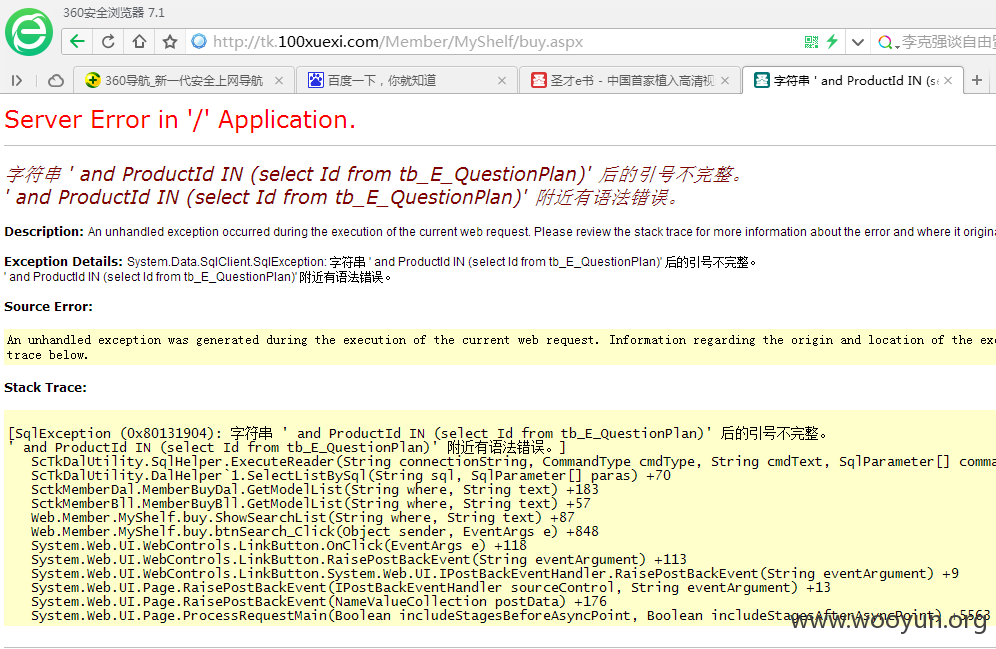 360安全浏览器 7.1
http://tk.100xuexi.com/Member/MyShelf/buy.aspx
李克强谈自由贸
360导航_新一代安全上网导航
百度一下，你就知道
圣才e书 - 中国首家植入高清视
字符串 ' and ProductId IN (se
Server Error in '/' Application.
字符串 ' and ProductId IN (select Id from tb_E_QuestionPlan)' 后的引号不完整。
' and ProductId IN (select Id from tb_E_QuestionPlan)' 附近有语法错误。
Description: An unhandled exception occurred during the execution of the current web request. Please review the stack trace for more information about the error and where it origina
Exception Details: System.Data.SqlClient.SqlException: 字符串 ' and ProductId IN (select Id from tb_E_QuestionPlan)' 后的引号不完整。
' and ProductId IN (select Id from tb_E_QuestionPlan)' 附近有语法错误。
Source Error:
An unhandled exception was generated during the execution of the current web request. Information regarding the origin and location of the exc
trace below.
Stack Trace:
[SqlException (0x80131904): 字符串 ' and ProductId IN (select Id from tb_E_QuestionPlan)' 后的引号不完整。
' and ProductId IN (select Id from tb_E_QuestionPlan)' 附近有语法错误。]
ScTkDalUtility.SqlHelper.ExecuteReader(String connectionString, CommandType cmdType, String cmdText, SqlParameter[] comma
ScTkDalUtility.DalHelper`1.SelectListBySql(String sql, SqlParameter[] paras) +70
SctkMemberDal.MemberBuyDal.GetModelList(String where, String text) +183
SctkMemberBll.MemberBuyBll.GetModelList(String where, String text) +57
Web.Member.MyShelf.buy.ShowSearchList(String where, String text) +87
Web.Member.MyShelf.buy.btnSearch_Click(Object sender, EventArgs e) +848
System.Web.UI.WebControls.LinkButton.OnClick(EventArgs e) +118
System.Web.UI.WebControls.LinkButton.RaisePostBackEvent(String eventArgument) +113
System.Web.UI.WebControls.LinkButton.System.Web.UI.IPostBackEventHandler.RaisePostBackEvent(String eventArgument) +9
System.Web.UI.Page.RaisePostBackEvent(IPostBackEventHandler sourceControl, String eventArgument) +13
System.Web.UI.Page.RaisePostBackEvent(NameValueCollection postData) +176
System.Web.UI.Page.ProcessRequestMain(Boolean includeStagesBeforeAsyncPoint, Boolean includeStagesAfterAsyncPoint) +5563
www.wooyun.org